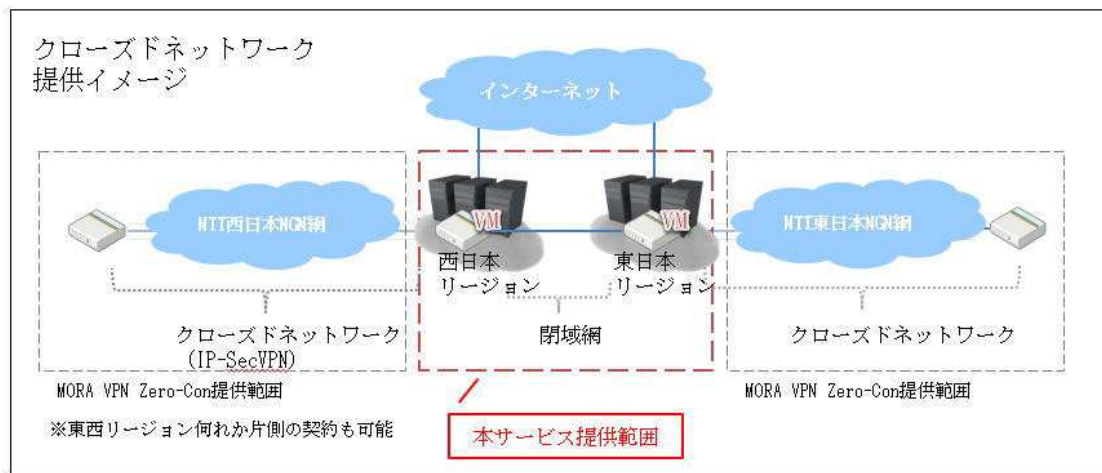 クローズドネットワーク
提供イメージ
インターネット
NTT西日本NGN網
VM
VM
NTT東日本NGN網
西日本
リージョン
東日本
リージョン
クローズドネットワーク
(IP-SecVPN)
閉域網
クローズドネットワーク
MORA VPN Zero-Con提供範囲
MORA VPN Zero-Con提供範囲
※東西リージョン何れか片側の契約も可能
本サービス提供範囲